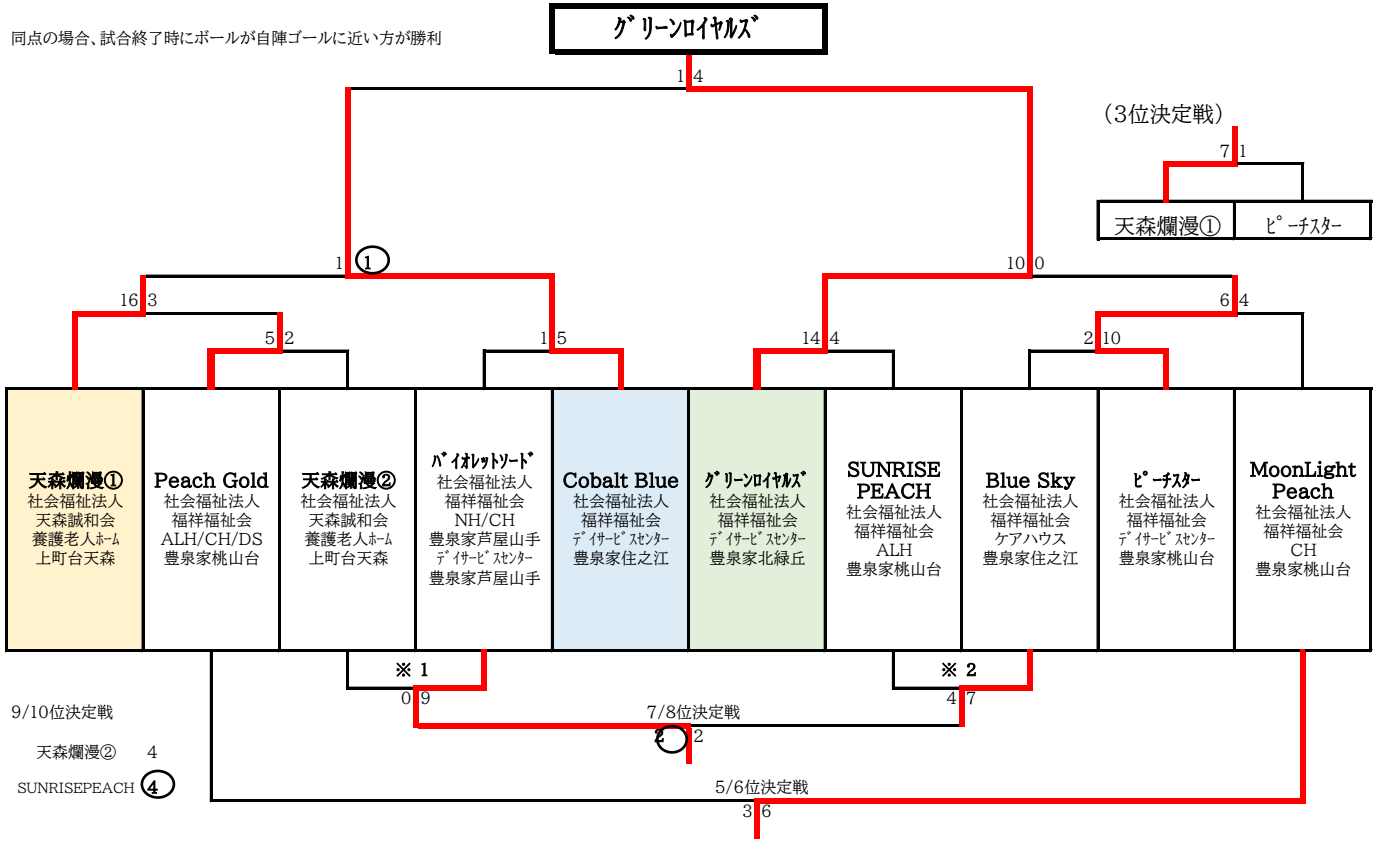 グリーンロイヤルズ
同点の場合、試合終了時にボールが自陣ゴールに近い方が勝利
1 4
(3位決定戦)
7 1
天森爛漫① ピーチスター
1 ①
10 0
16 3
6 4
5 2
1 5
14 4
2 10
天森爛漫①
社会福祉法人
天森誠和会
養護老人ホーム
上町台天森
Peach Gold
社会福祉法人
福祥福祉会
ALH/CH/DS
豊泉家桃山台
天森爛漫②
社会福祉法人
天森誠和会
養護老人ホーム
上町台天森
バイオレットソード
社会福祉法人
福祥福祉会
NH/CH
豊泉家芦屋山手
デイサービスセンター
豊泉家芦屋山手
Cobalt Blue
社会福祉法人
福祥福祉会
デイサービスセンター
豊泉家住之江
グリーンロイヤルズ
社会福祉法人
福祥福祉会
デイサービスセンター
豊泉家北緑丘
SUNRISE
PEACH
社会福祉法人
福祥福祉会
ALH
豊泉家桃山台
Blue Sky
社会福祉法人
福祥福祉会
ケアハウス
豊泉家住之江
ピーチスター
社会福祉法人
福祥福祉会
デイサービスセンター
豊泉家桃山台
MoonLight
Peach
社会福祉法人
福祥福祉会
CH
豊泉家桃山台
※1
※2
0 9
4 7
9/10位決定戦
7/8位決定戦
② 2
天森爛漫② 4
SUNRISEPEACH ④
5/6位決定戦
3 6